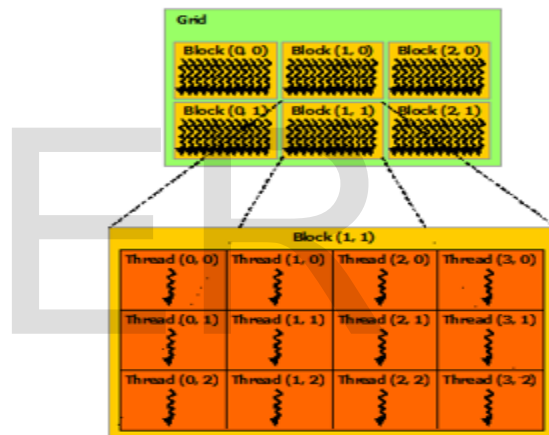 Grid
Block (0, 0) Block (1, 0) Block (2, 0)
Block (0, 1) Block (1, 1) Block (2, 1)
Block (1, 1)
Thread (0, 0) Thread (1, 0) Thread (2, 0) Thread (3, 0)
Thread (0, 1) Thread (1, 1) Thread (2, 1) Thread (3, 1)
Thread (0, 2) Thread (1, 2) Thread (2, 2) Thread (3, 2)
ER